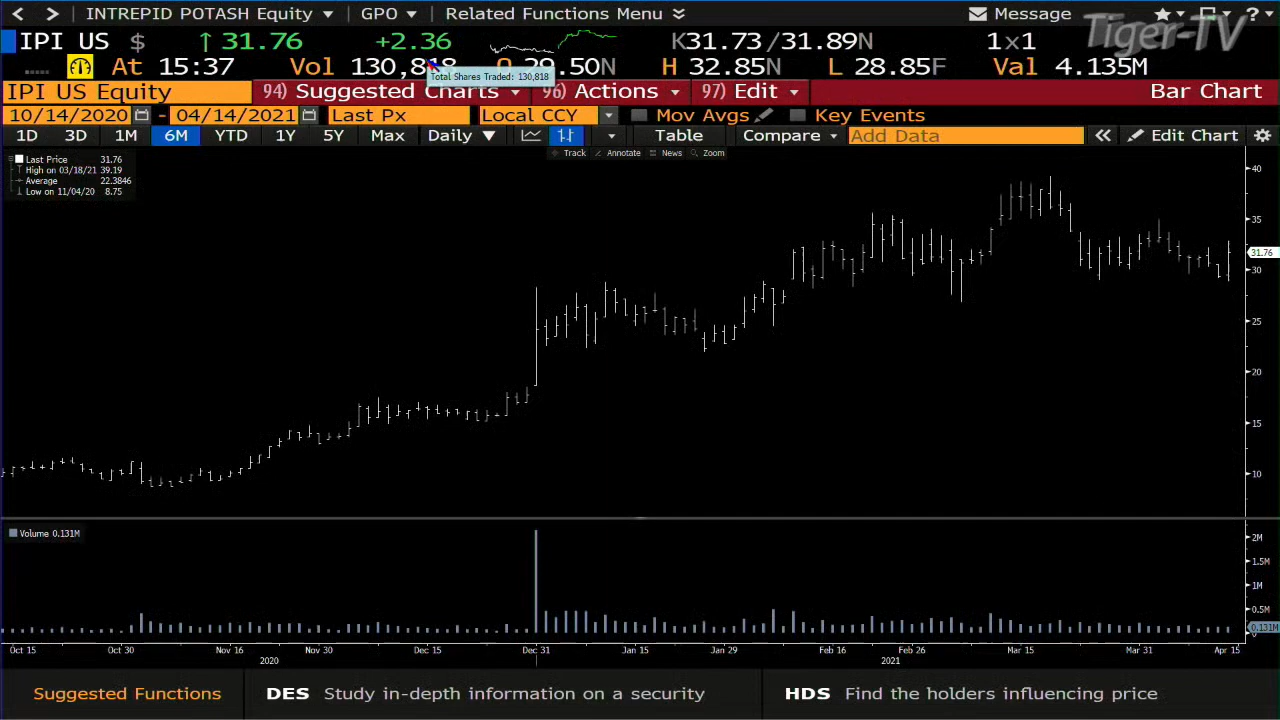 < > INTREPID POTASH Equity ▾ GPO ▾ Related Functions Menu Message ? Tiger-TV
IPI US $ ↑ 31.76 +2.36 K31.73/31.89N 1×1
At 15:37 Vol 130,818 O 29.50N H 32.85N L 28.85F Val 4.135M
Total Shares Traded: 130,818
IPI US Equity 94) Suggested Charts 96) Actions 97) Edit Bar Chart
10/14/2020 - 04/14/2021 Last Px Local CCY Mov Avgs Key Events
1D 3D 1M 6M YTD 1Y 5Y Max Daily ▼ Table Compare Add Data « Edit Chart
Track Annotate News Zoom
Last Price 31.76
High on 03/18/21 39.19
Average 22.3846
Low on 11/04/20 8.75
40
35
31.76
30
25
20
15
10
Volume 0.131M
2M
1.5M
1M
0.5M
0.131M
0
Oct 15 Oct 30 Nov 16 Nov 30 Dec 15 Dec 31 Jan 15 Jan 29 Feb 16 Feb 26 Mar 15 Mar 31 Apr 15
2020 2021
Suggested Functions DES Study in-depth information on a security HDS Find the holders influencing price